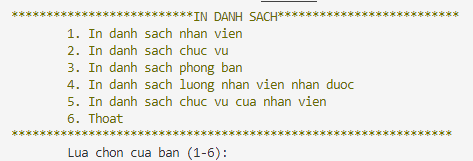 **************************IN DANH SACH**************************
1. In danh sach nhan vien
2. In danh sach chuc vu
3. In danh sach phong ban
4. In danh sach luong nhan vien nhan duoc
5. In danh sach chuc vu cua nhan vien
6. Thoat
***************************************************************
Lua chon cua ban (1-6):